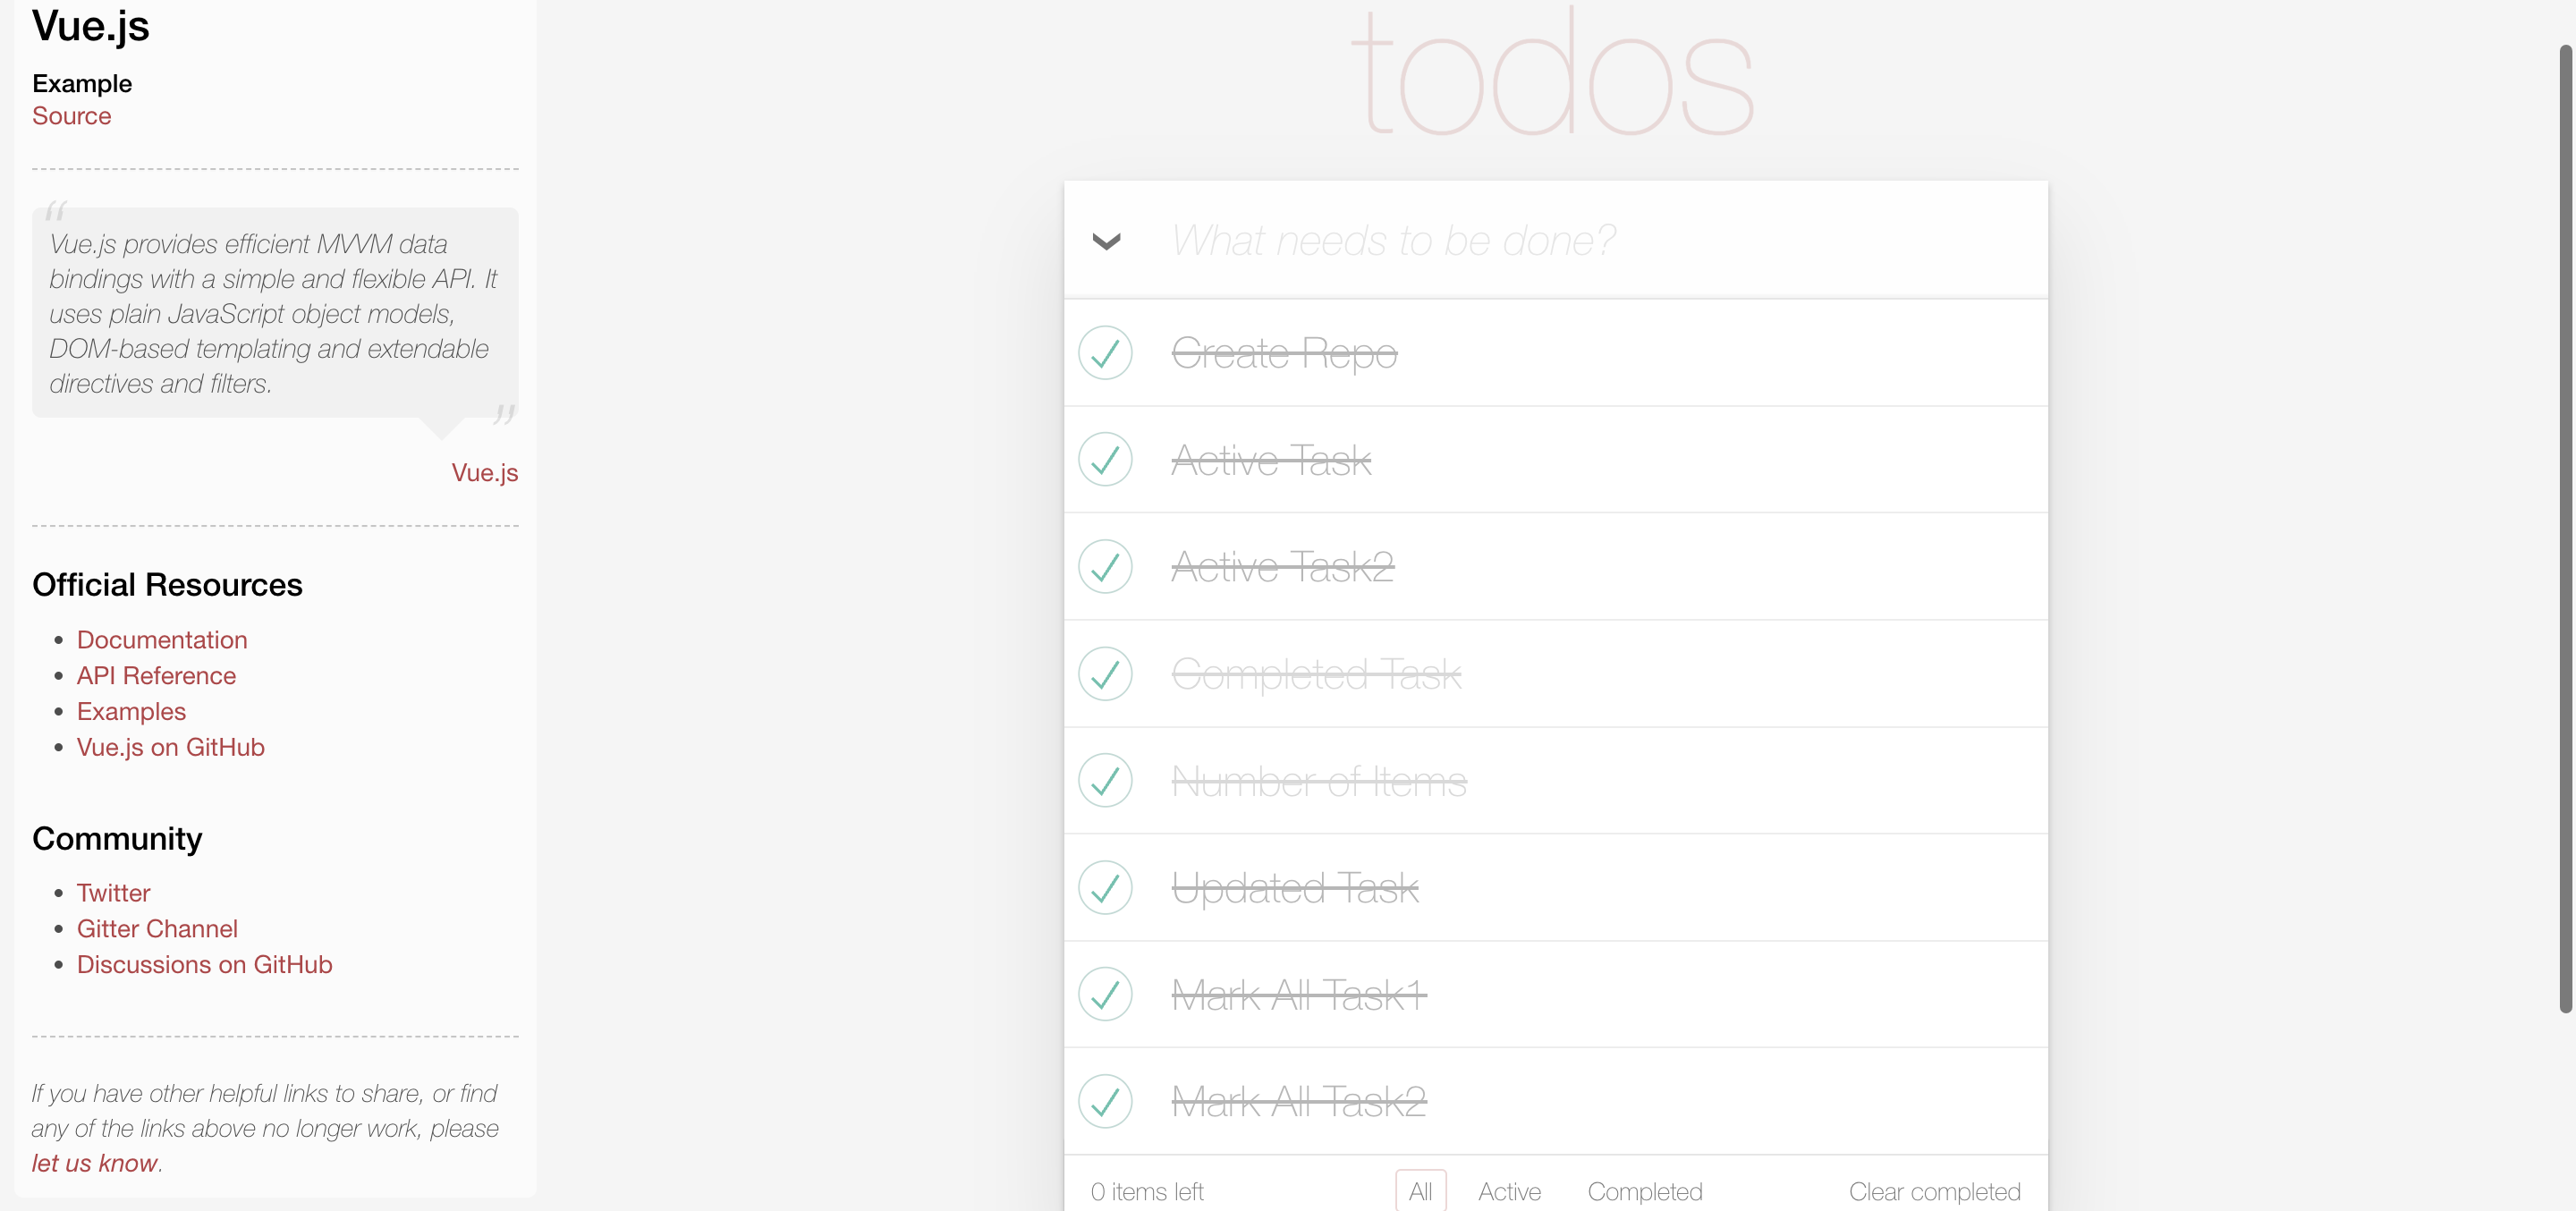 Vue.js
Example
Source
“
Vue.js provides efficient MVVM data
bindings with a simple and flexible API. It
uses plain JavaScript object models,
DOM-based templating and extendable
directives and filters.
”
Vue.js
Official Resources
• Documentation
• API Reference
• Examples
• Vue.js on GitHub
Community
• Twitter
• Gitter Channel
• Discussions on GitHub
If you have other helpful links to share, or find
any of the links above no longer work, please
let us know.
todos
What needs to be done?
Create Repo
Active Task
Active Task2
Completed Task
Number of Items
Updated Task
Mark All Task1
Mark All Task2
0 items left All Active Completed Clear completed